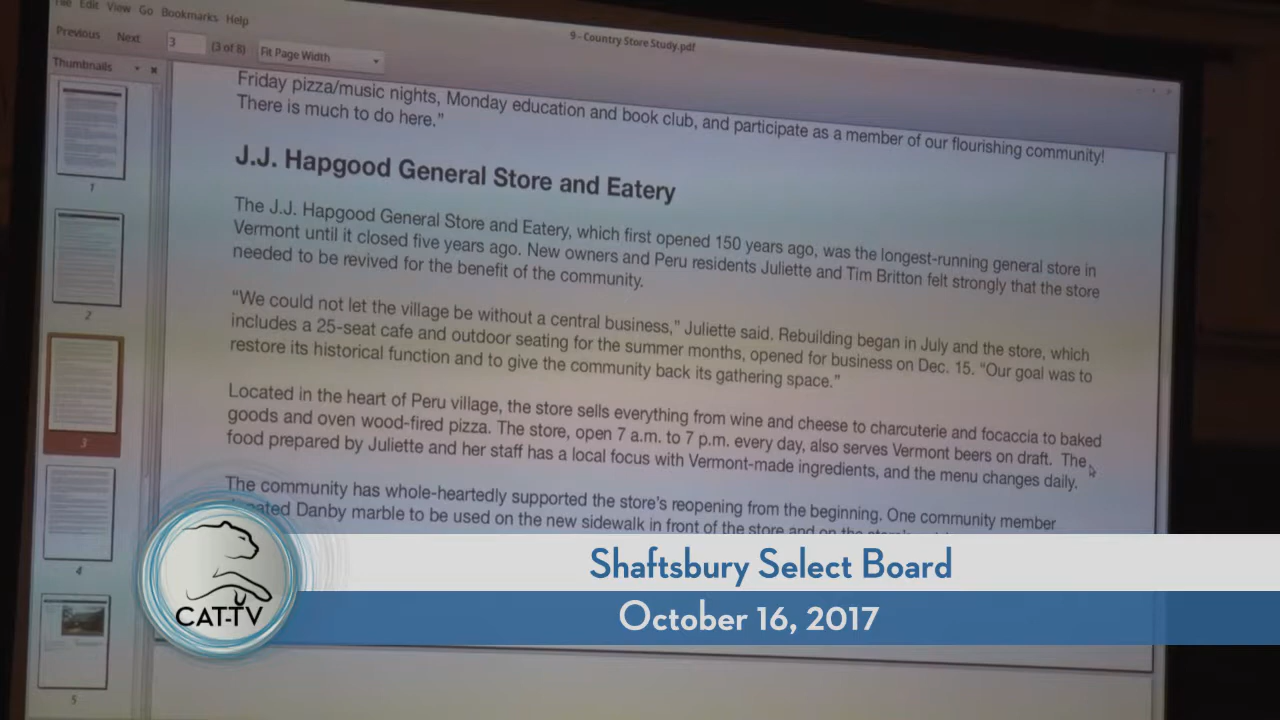 File Edit View Go Bookmarks Help
9 - Country Store Study.pdf
Previous Next 3 (3 of 8) Fit Page Width
Thumbnails
1
2
3
4
5
Friday pizza/music nights, Monday education and book club, and participate as a member of our flourishing community!
There is much to do here.”
J.J. Hapgood General Store and Eatery
The J.J. Hapgood General Store and Eatery, which first opened 150 years ago, was the longest-running general store in
Vermont until it closed five years ago. New owners and Peru residents Juliette and Tim Britton felt strongly that the store
needed to be revived for the benefit of the community.
“We could not let the village be without a central business,” Juliette said. Rebuilding began in July and the store, which
includes a 25-seat cafe and outdoor seating for the summer months, opened for business on Dec. 15. “Our goal was to
restore its historical function and to give the community back its gathering space.”
Located in the heart of Peru village, the store sells everything from wine and cheese to charcuterie and focaccia to baked
goods and oven wood-fired pizza. The store, open 7 a.m. to 7 p.m. every day, also serves Vermont beers on draft. The
food prepared by Juliette and her staff has a local focus with Vermont-made ingredients, and the menu changes daily.
The community has whole-heartedly supported the store’s reopening from the beginning. One community member
Danby marble to be used on the new sidewalk in front of the store and on the
CAT-TV
Shaftsbury Select Board
October 16, 2017